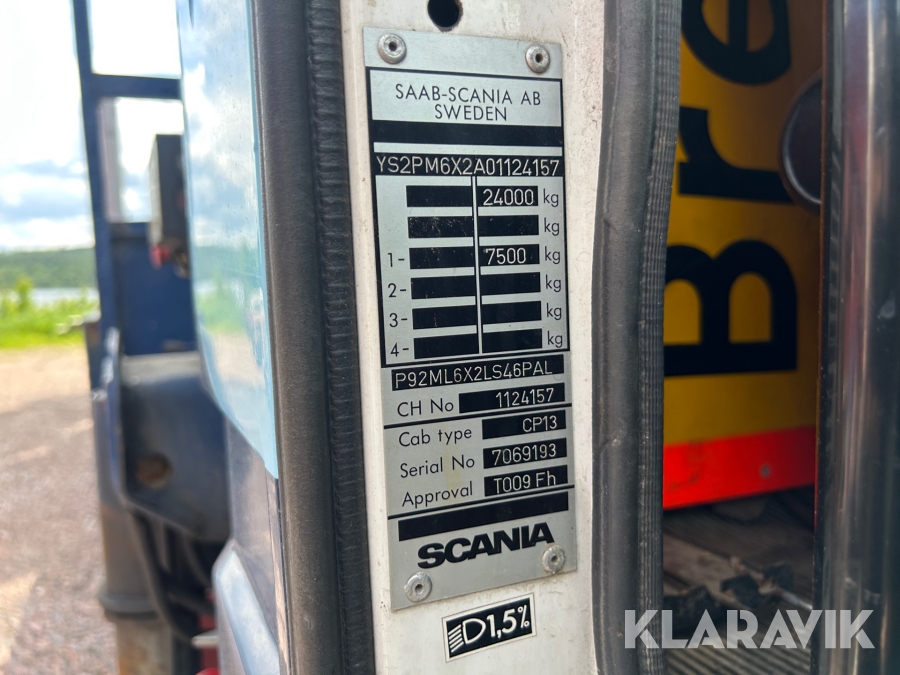 SAAB-SCANIA AB
SWEDEN
YS2PM6X2A01124157
24000 kg
kg
1- 7500 kg
2- kg
3- kg
4- kg
P92ML6X2LS46PAL
CH No 1124157
Cab type CP13
Serial No 7069193
Approval T009 Fh
SCANIA
1,5%
Bre
KLARAVIK